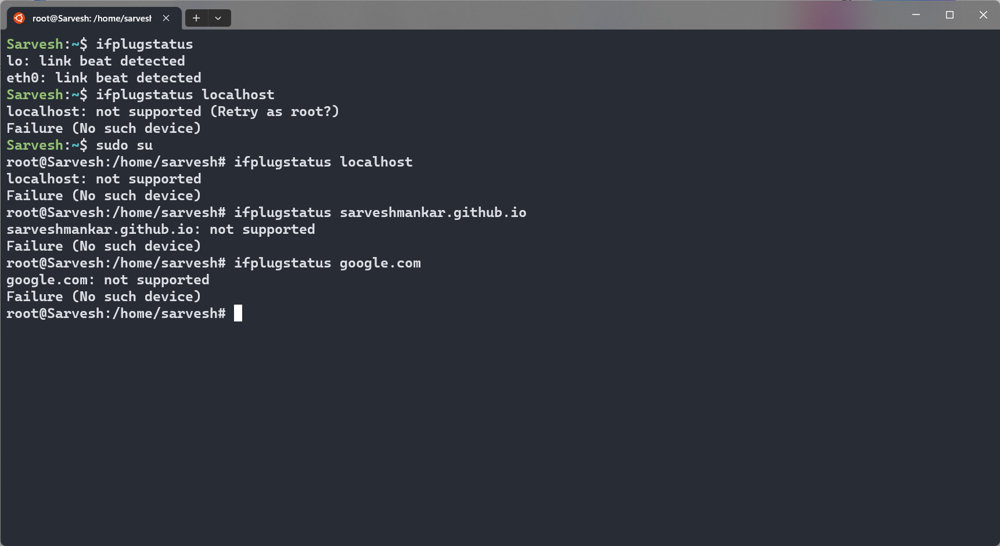 root@Sarvesh: /home/sarvesh
Sarvesh:~$ ifplugstatus
lo: link beat detected
eth0: link beat detected
Sarvesh:~$ ifplugstatus localhost
localhost: not supported (Retry as root?)
Failure (No such device)
Sarvesh:~$ sudo su
root@Sarvesh:/home/sarvesh# ifplugstatus localhost
localhost: not supported
Failure (No such device)
root@Sarvesh:/home/sarvesh# ifplugstatus sarveshmankar.github.io
sarveshmankar.github.io: not supported
Failure (No such device)
root@Sarvesh:/home/sarvesh# ifplugstatus google.com
google.com: not supported
Failure (No such device)
root@Sarvesh:/home/sarvesh#